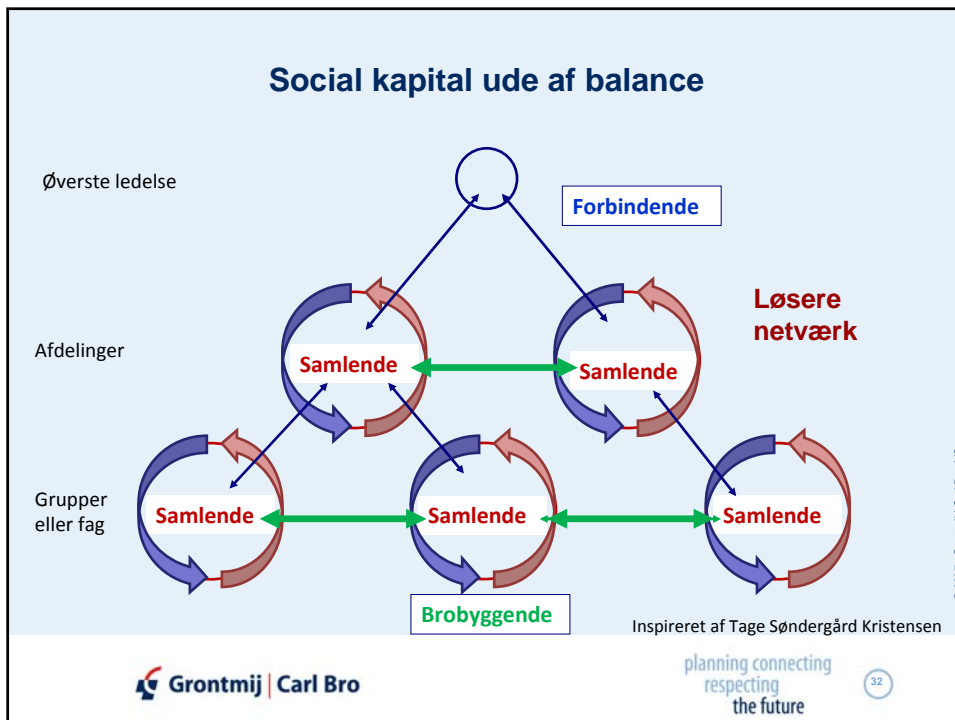 Social kapital ude af balance
Øverste ledelse
Forbindende
Løsere
netværk
Afdelinger
Samlende
Samlende
Grupper
eller fag
Samlende
Samlende
Samlende
Brobyggende
Inspireret af Tage Søndergård Kristensen
Grontmij | Carl Bro
planning connecting
respecting
the future
32